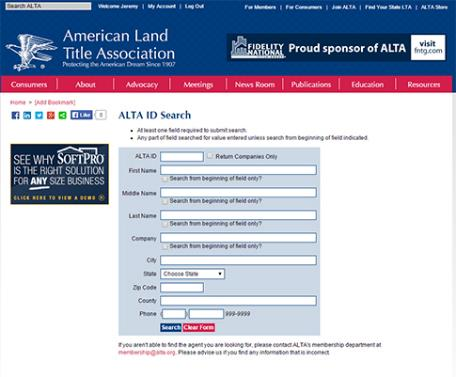 Search ALTA
Welcome Jeremy | My Account | Log Out
For Members | For Consumers | Join ALTA | Find Your State LTA | ALTA Store
American Land
Title Association
Protecting the American Dream Since 1907
FIDELITY
NATIONAL
Proud sponsor of ALTA
visit
fntg.com
Consumers About Advocacy Meetings News Room Publications Education Resources
Home > [Add Bookmark]
Like 0
ALTA ID Search
At least one field required to submit search.
Any part of field searched for value entered unless search from beginning of field indicated.
SEE WHY SOFTPRO
IS THE RIGHT SOLUTION
FOR ANY SIZE BUSINESS
CLICK HERE TO VIEW A DEMO
ALTA ID Return Companies Only
First Name
Search from beginning of field only?
Middle Name
Search from beginning of field only?
Last Name
Search from beginning of field only?
Company
Search from beginning of field only?
City
State Choose State
Zip Code
County
Phone ( ) 999-9999
Search Clear Form
If you aren't able to find the agent you are looking for, please contact ALTA's membership department at
membership@alta.org. Please advise us if you find any information that is incorrect.